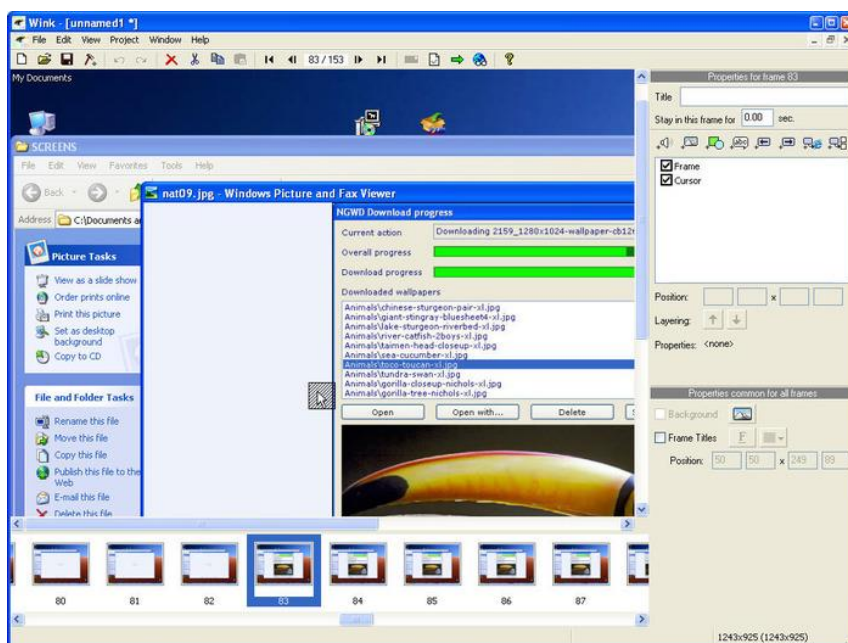 Wink - [unnamed1 *]
File Edit View Project Window Help
83 / 153
My Documents
SCREENS
File Edit View Favorites Tools Help
Back
Address C:\Documents a
nat09.jpg - Windows Picture and Fax Viewer
Picture Tasks
View as a slide show
Order prints online
Print this picture
Set as desktop
background
Copy to CD
File and Folder Tasks
Rename this file
Move this file
Copy this file
Publish this file to the
Web
E-mail this file
Delete this file
NGWD Download progress
Current action Downloading 2159_1280x1024-wallpaper-cb12
Overall progress
Download progress
Downloaded wallpapers
Animals\chinese-sturgeon-pair-xl.jpg
Animals\giant-stingray-bluesheet4-xl.jpg
Animals\lake-sturgeon-riverbed-xl.jpg
Animals\river-catfish-2boys-xl.jpg
Animals\taimen-head-closeup-xl.jpg
Animals\sea-cucumber-xl.jpg
Animals\toco-toucan-xl.jpg
Animals\tundra-swan-xl.jpg
Animals\gorilla-closeup-nichols-xl.jpg
Animals\gorilla-tree-nichols-xl.jpg
Open Open with... Delete
80 81 82 83 84 85 86 87
Properties for frame 83
Title
Stay in this frame for 0.00 sec.
Frame
Cursor
Position: x
Layering:
Properties: <none>
Properties common for all frames
Background
Frame Titles F
Position: 50 50 x 249 89
1243x925 (1243x925)